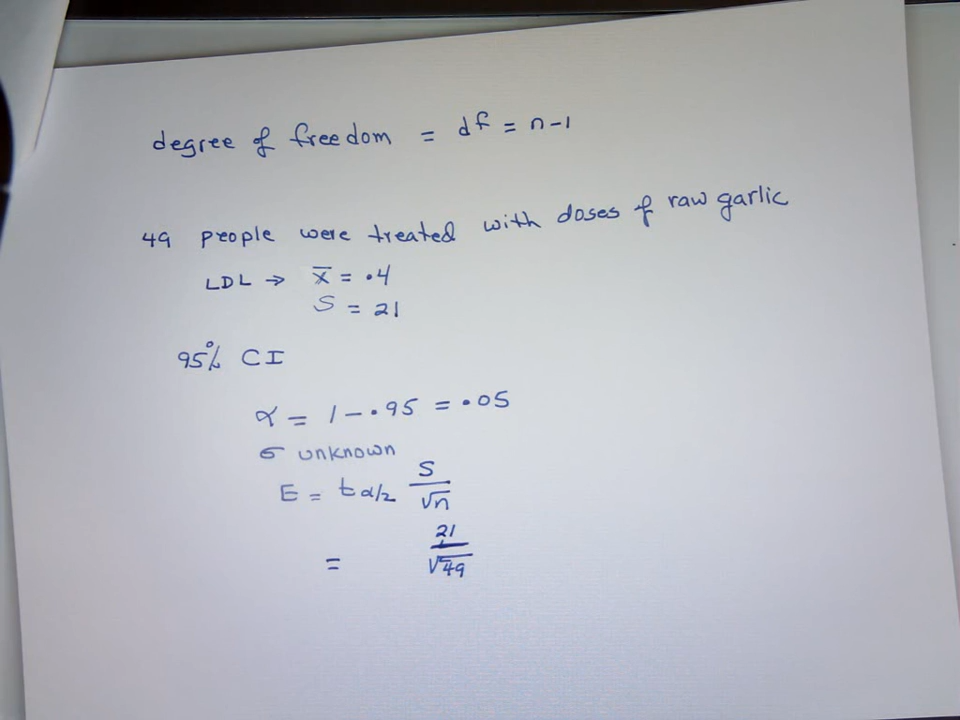 degree of freedom = df = n-1
49 people were treated with doses of raw garlic
LDL → x̄ = .4
S = 21
95% CI
α = 1 - .95 = .05
σ unknown
E = tα/2 S/√n
= 21/√49